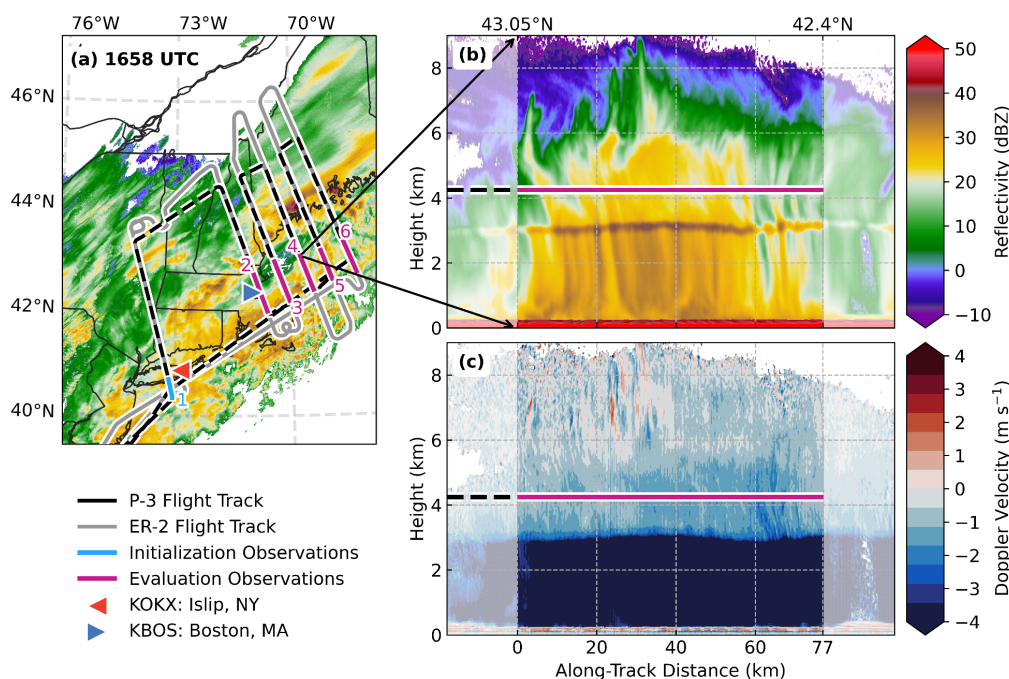 76°W 73°W 70°W
43.05°N 42.4°N
(a) 1658 UTC
46°N
44°N
42°N
40°N
1
2
3
4
5
6
(b)
Height (km)
8
6
4
2
0
50
40
30
20
10
0
−10
Reflectivity (dBZ)
(c)
Height (km)
8
6
4
2
0
0 20 40 60 77
Along-Track Distance (km)
4
3
2
1
0
−1
−2
−3
−4
Doppler Velocity (m s⁻¹)
P-3 Flight Track
ER-2 Flight Track
Initialization Observations
Evaluation Observations
KOKX: Islip, NY
KBOS: Boston, MA